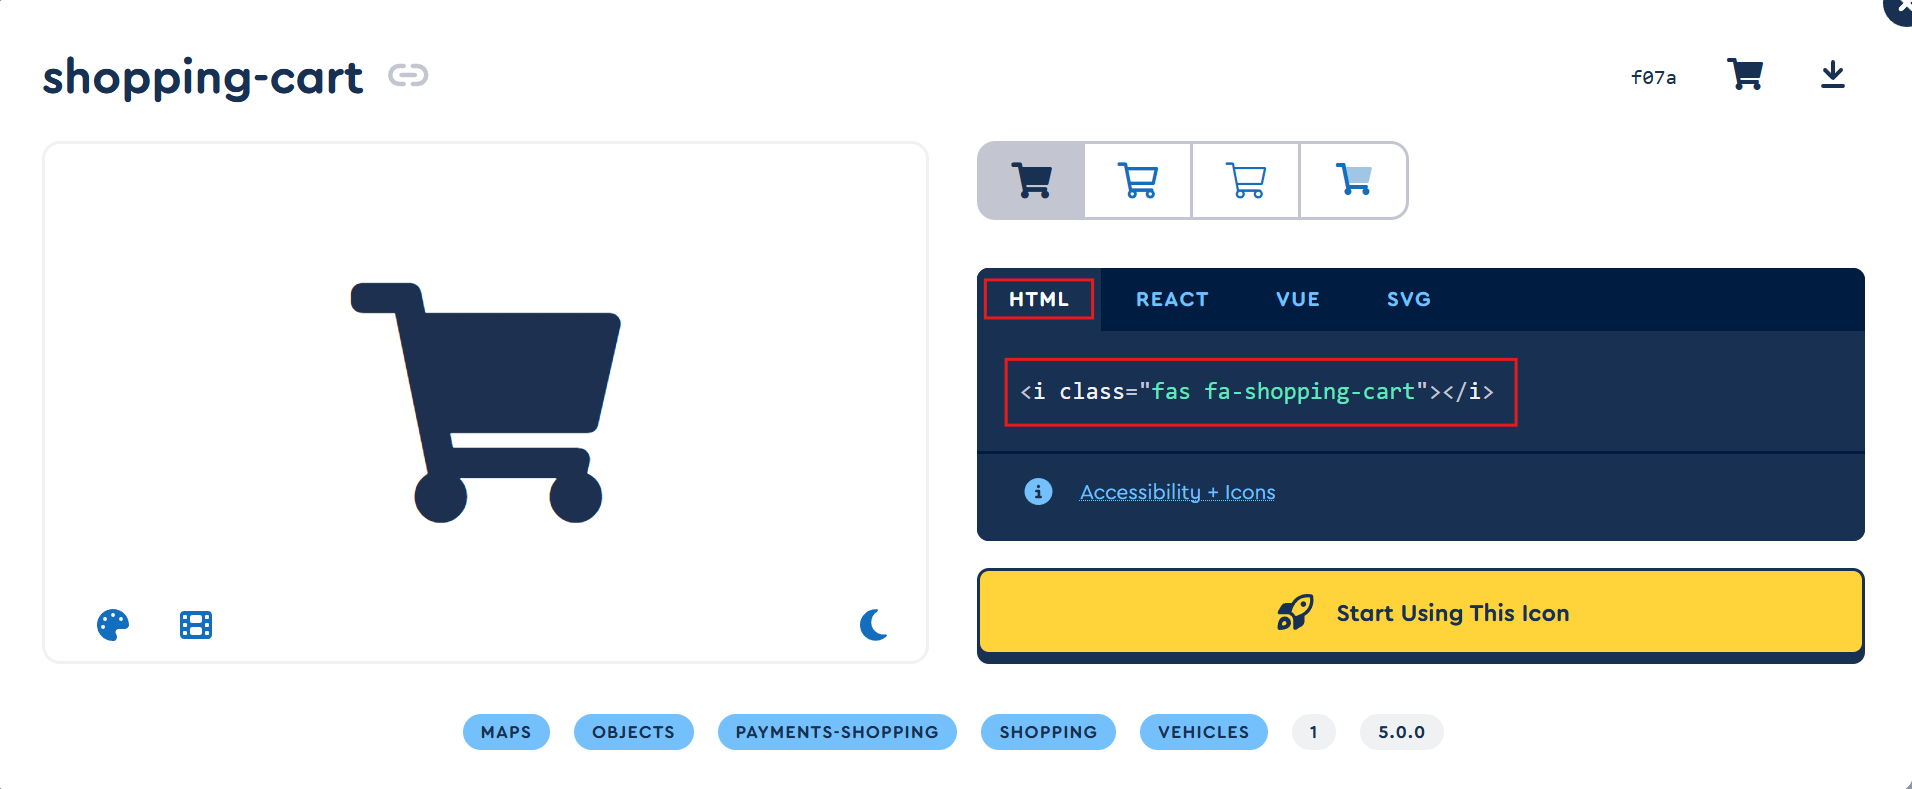 shopping-cart
f07a
HTML REACT VUE SVG
<i class="fas fa-shopping-cart"></i>
Accessibility + Icons
Start Using This Icon
MAPS OBJECTS PAYMENTS-SHOPPING SHOPPING VEHICLES 1 5.0.0